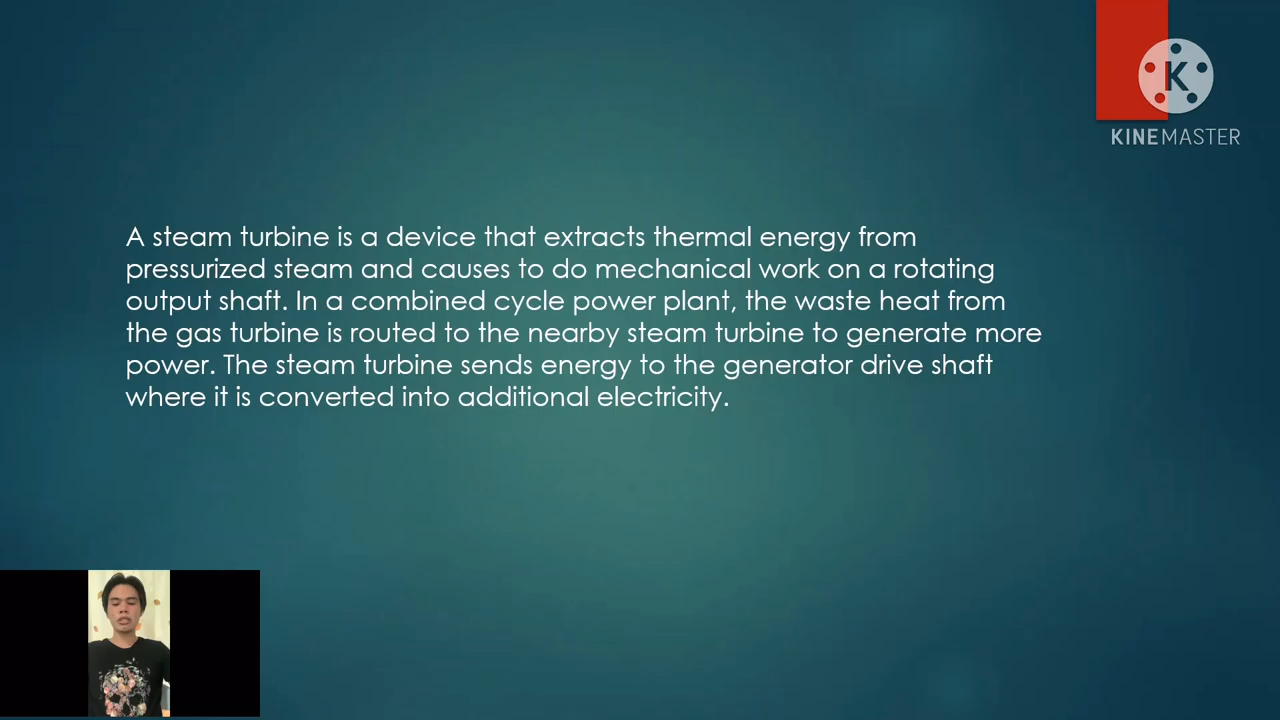 K
KINEMASTER
A steam turbine is a device that extracts thermal energy from
pressurized steam and causes to do mechanical work on a rotating
output shaft. In a combined cycle power plant, the waste heat from
the gas turbine is routed to the nearby steam turbine to generate more
power. The steam turbine sends energy to the generator drive shaft
where it is converted into additional electricity.